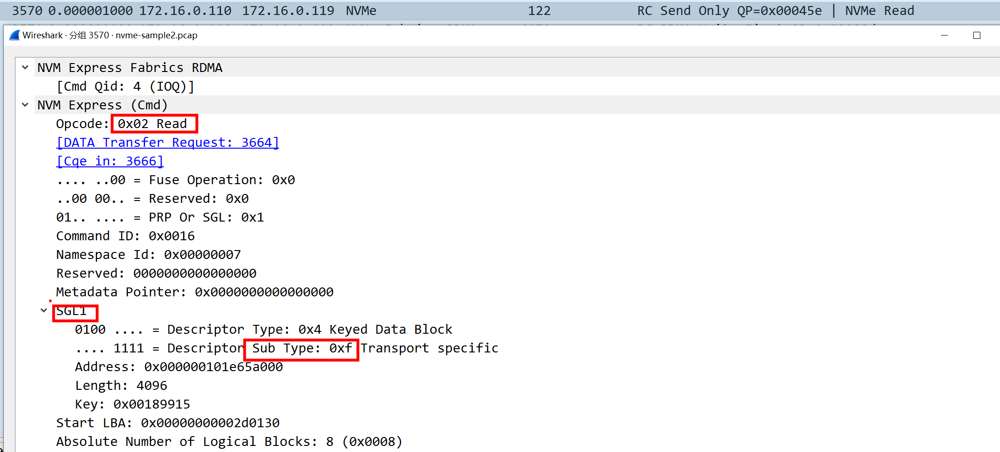 3570 0.000001000 172.16.0.110 172.16.0.119 NVMe 122 RC Send Only QP=0x00045e | NVMe Read
Wireshark · 分组 3570 · nvme-sample2.pcap
NVM Express Fabrics RDMA
[Cmd Qid: 4 (IOQ)]
NVM Express (Cmd)
Opcode: 0x02 Read
[DATA Transfer Request: 3664]
[Cqe in: 3666]
.... ..00 = Fuse Operation: 0x0
..00 00.. = Reserved: 0x0
01.. .... = PRP Or SGL: 0x1
Command ID: 0x0016
Namespace Id: 0x00000007
Reserved: 0000000000000000
Metadata Pointer: 0x0000000000000000
SGL1
0100 .... = Descriptor Type: 0x4 Keyed Data Block
.... 1111 = Descriptor Sub Type: 0xf Transport specific
Address: 0x000000101e65a000
Length: 4096
Key: 0x00189915
Start LBA: 0x00000000002d0130
Absolute Number of Logical Blocks: 8 (0x0008)